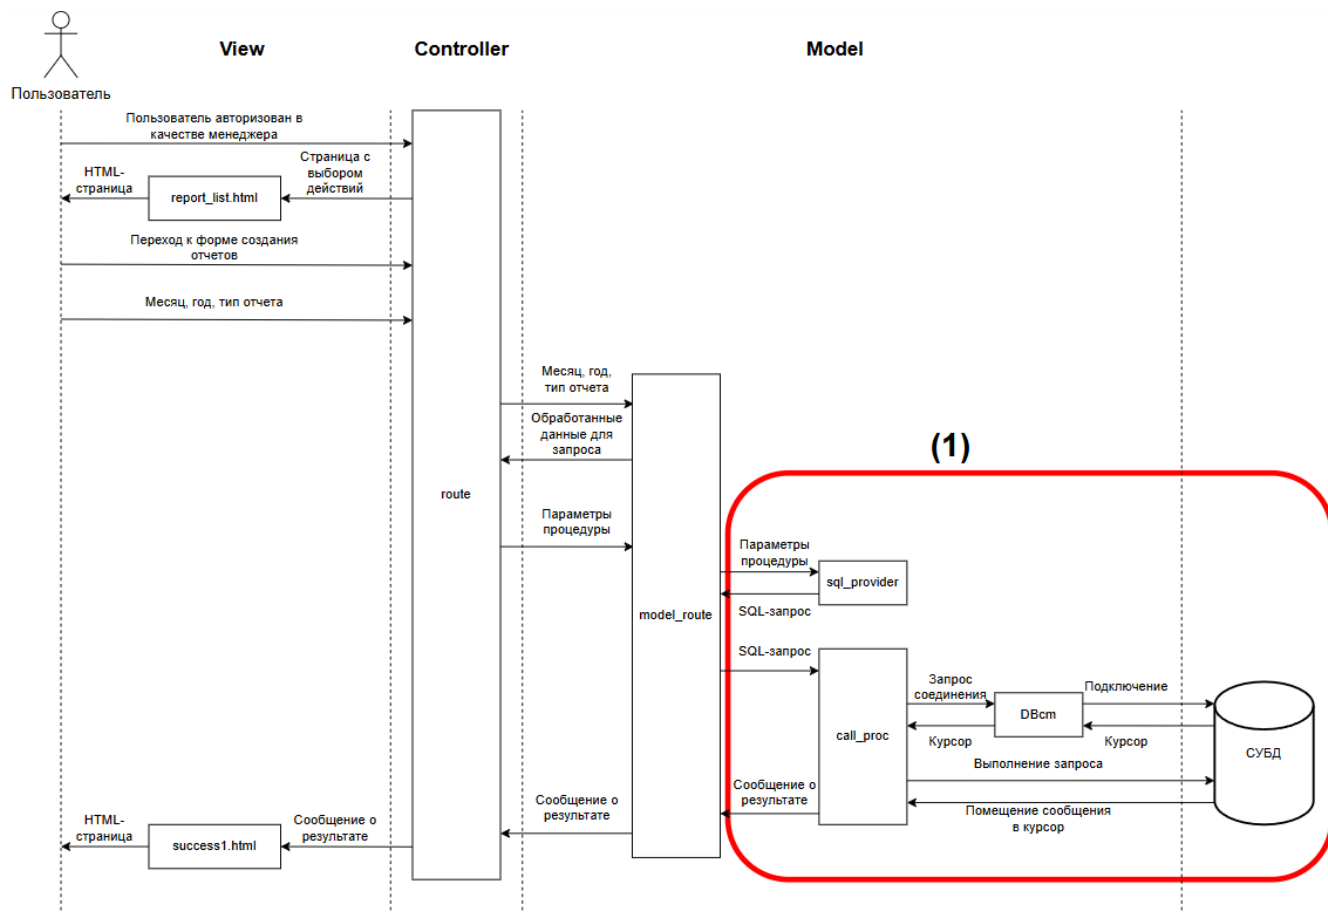 View
Controller
Model
Пользователь
Пользователь авторизован в
качестве менеджера
HTML-
страница
report_list.html
Страница с
выбором
действий
Переход к форме создания
отчетов
Месяц, год, тип отчета
route
Месяц, год,
тип отчета
Обработанные
данные для
запроса
Параметры
процедуры
model_route
(1)
Параметры
процедуры
sql_provider
SQL-запрос
SQL-запрос
call_proc
Запрос
соединения
DBcm
Подключение
Курсор
Курсор
СУБД
Выполнение запроса
Помещение сообщения
в курсор
Сообщение о
результате
Сообщение о
результате
Сообщение о
результате
success1.html
HTML-
страница